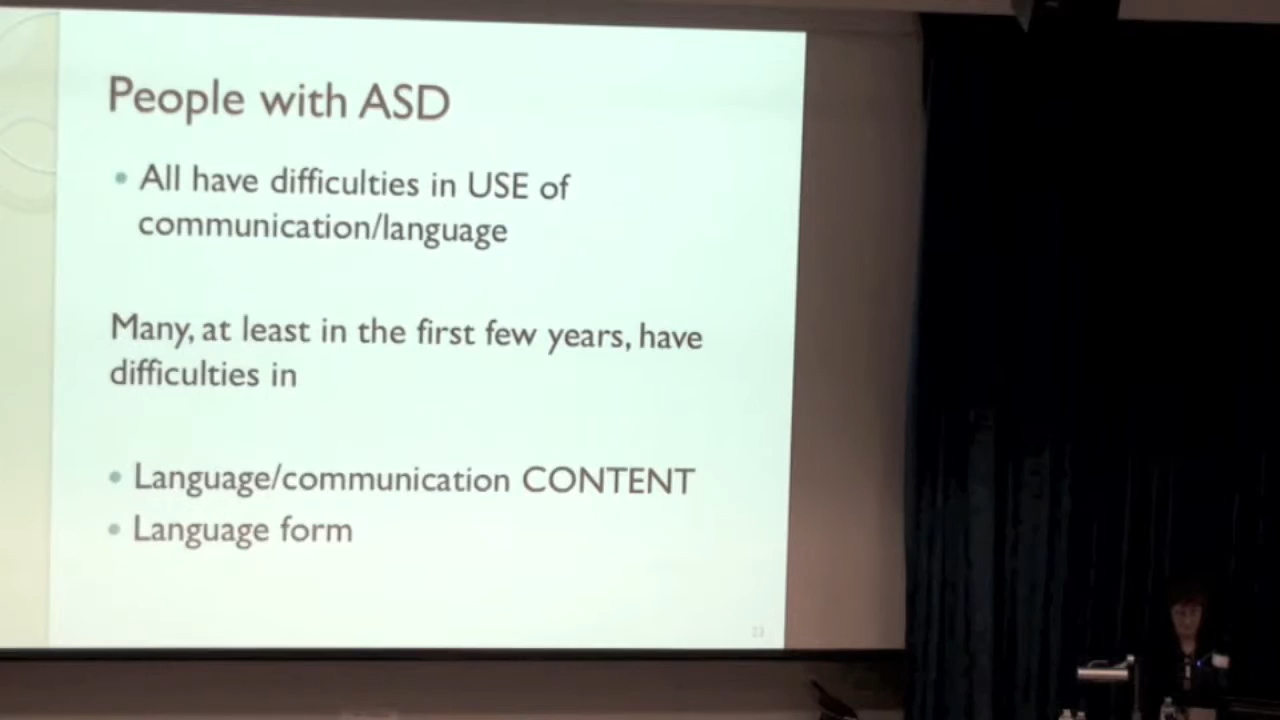 People with ASD
• All have difficulties in USE of
communication/language
Many, at least in the first few years, have
difficulties in
• Language/communication CONTENT
• Language form
23